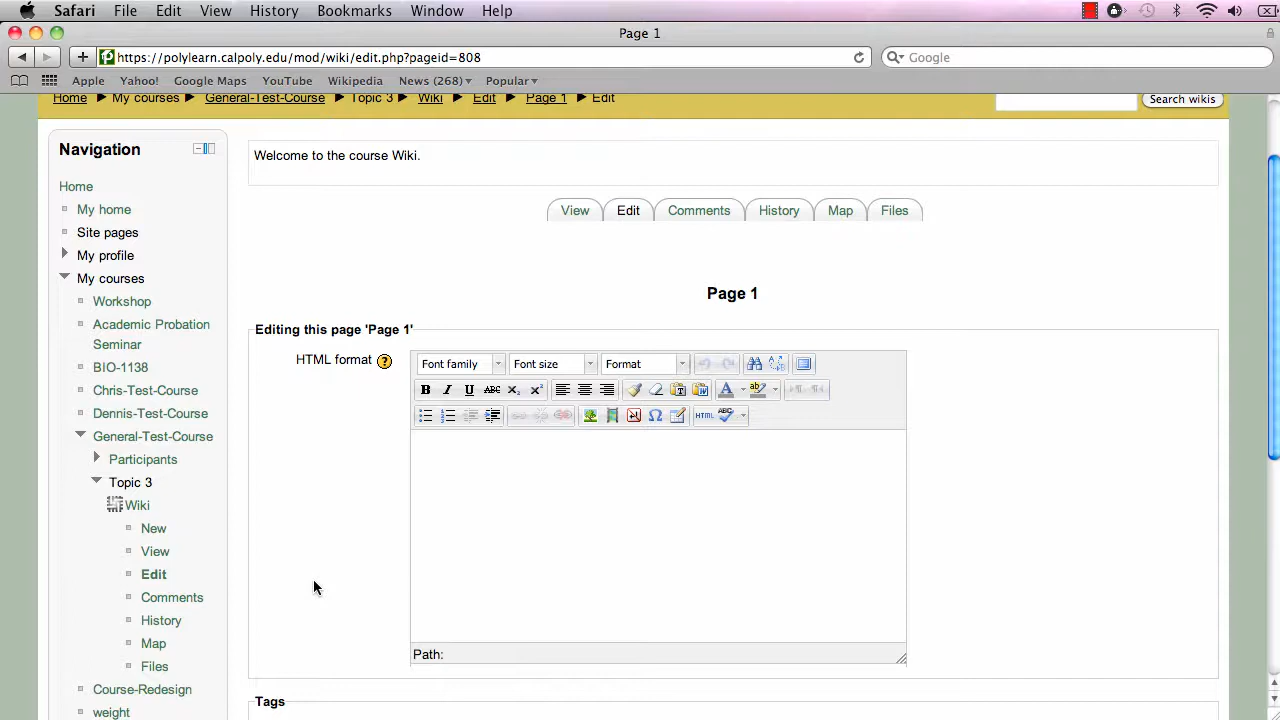 Safari File Edit View History Bookmarks Window Help
Page 1
https://polylearn.calpoly.edu/mod/wiki/edit.php?pageid=808
Google
Apple Yahoo! Google Maps YouTube Wikipedia News (268) Popular
Home My courses General-Test-Course Topic 3 Wiki Edit Page 1 Edit
Search wikis
Navigation
Home
My home
Site pages
My profile
My courses
Workshop
Academic Probation
Seminar
BIO-1138
Chris-Test-Course
Dennis-Test-Course
General-Test-Course
Participants
Topic 3
Wiki
New
View
Edit
Comments
History
Map
Files
Course-Redesign
weight
Welcome to the course Wiki.
View Edit Comments History Map Files
Page 1
Editing this page 'Page 1'
HTML format
Font family Font size Format
B I U ABC x₂ x²
HTML ABC
Path:
Tags